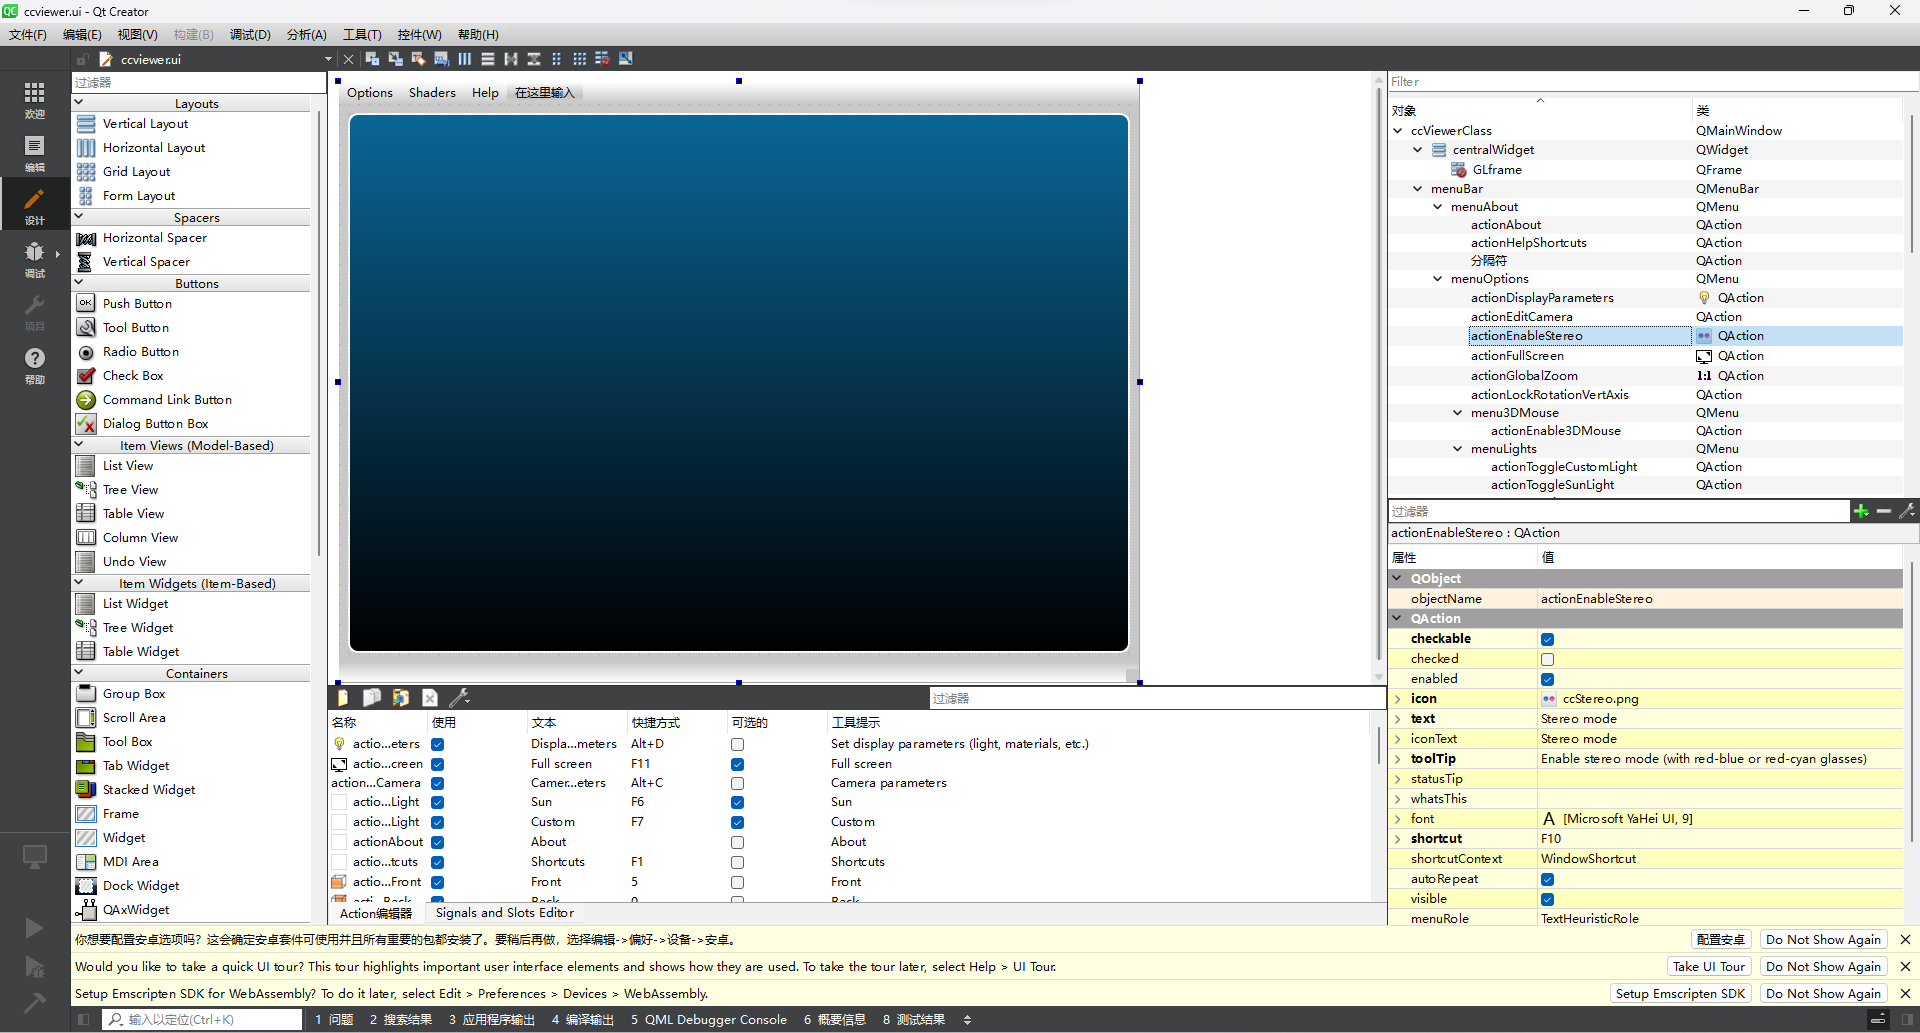 ccviewer.ui - Qt Creator
文件(F) 编辑(E) 视图(V) 构建(B) 调试(D) 分析(A) 工具(T) 控件(W) 帮助(H)
ccviewer.ui
欢迎
编辑
设计
调试
项目
帮助
过滤器
Layouts
Vertical Layout
Horizontal Layout
Grid Layout
Form Layout
Spacers
Horizontal Spacer
Vertical Spacer
Buttons
Push Button
Tool Button
Radio Button
Check Box
Command Link Button
Dialog Button Box
Item Views (Model-Based)
List View
Tree View
Table View
Column View
Undo View
Item Widgets (Item-Based)
List Widget
Tree Widget
Table Widget
Containers
Group Box
Scroll Area
Tool Box
Tab Widget
Stacked Widget
Frame
Widget
MDI Area
Dock Widget
QAxWidget
Options Shaders Help 在这里输入
过滤器
名称 使用 文本 快捷方式 可选的 工具提示
actio...eters Displa...meters Alt+D Set display parameters (light, materials, etc.)
actio...creen Full screen F11 Full screen
action...Camera Camer...eters Alt+C Camera parameters
actio...Light Sun F6 Sun
actio...Light Custom F7 Custom
actionAbout About About
actio...tcuts Shortcuts F1 Shortcuts
actio...Front Front 5 Front
acti...Back Back 0 Back
Action编辑器 Signals and Slots Editor
Filter
对象 类
ccViewerClass QMainWindow
centralWidget QWidget
GLframe QFrame
menuBar QMenuBar
menuAbout QMenu
actionAbout QAction
actionHelpShortcuts QAction
分隔符 QAction
menuOptions QMenu
actionDisplayParameters QAction
actionEditCamera QAction
actionEnableStereo QAction
actionFullScreen QAction
actionGlobalZoom 1:1 QAction
actionLockRotationVertAxis QAction
menu3DMouse QMenu
actionEnable3DMouse QAction
menuLights QMenu
actionToggleCustomLight QAction
actionToggleSunLight QAction
过滤器
actionEnableStereo : QAction
属性 值
QObject
objectName actionEnableStereo
QAction
checkable
checked
enabled
icon ccStereo.png
text Stereo mode
iconText Stereo mode
toolTip Enable stereo mode (with red-blue or red-cyan glasses)
statusTip
whatsThis
font A [Microsoft YaHei UI, 9]
shortcut F10
shortcutContext WindowShortcut
autoRepeat
visible
menuRole TextHeuristicRole
你想要配置安卓选项吗？这会确定安卓套件可使用并且所有重要的包都安装了。要稍后再做，选择编辑->偏好->设备->安卓。 配置安卓 Do Not Show Again
Would you like to take a quick UI tour? This tour highlights important user interface elements and shows how they are used. To take the tour later, select Help > UI Tour. Take UI Tour Do Not Show Again
Setup Emscripten SDK for WebAssembly? To do it later, select Edit > Preferences > Devices > WebAssembly. Setup Emscripten SDK Do Not Show Again
输入以定位(Ctrl+K) 1 问题 2 搜索结果 3 应用程序输出 4 编译输出 5 QML Debugger Console 6 概要信息 8 测试结果